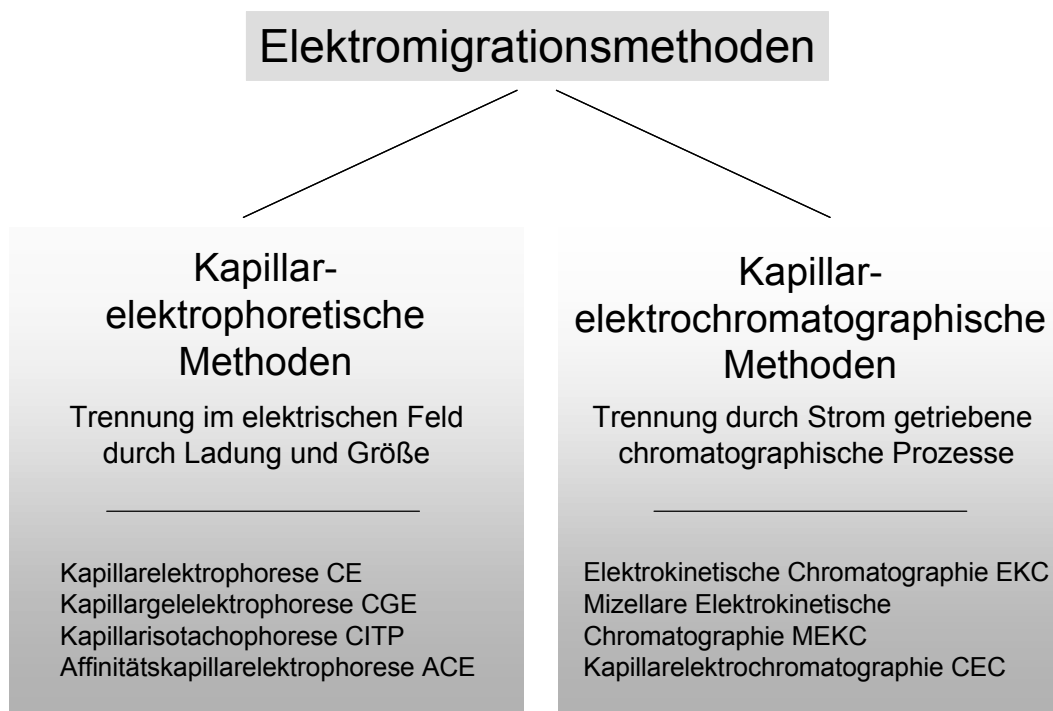 Elektromigrationsmethoden
Kapillar-
elektrophoretische
Methoden
Trennung im elektrischen Feld
durch Ladung und Größe
Kapillarelektrophorese CE
Kapillargelelektrophorese CGE
Kapillarisotachophorese CITP
Affinitätskapillarelektrophorese ACE
Kapillar-
elektrochromatographische
Methoden
Trennung durch Strom getriebene
chromatographische Prozesse
Elektrokinetische Chromatographie EKC
Mizellare Elektrokinetische
Chromatographie MEKC
Kapillarelektrochromatographie CEC